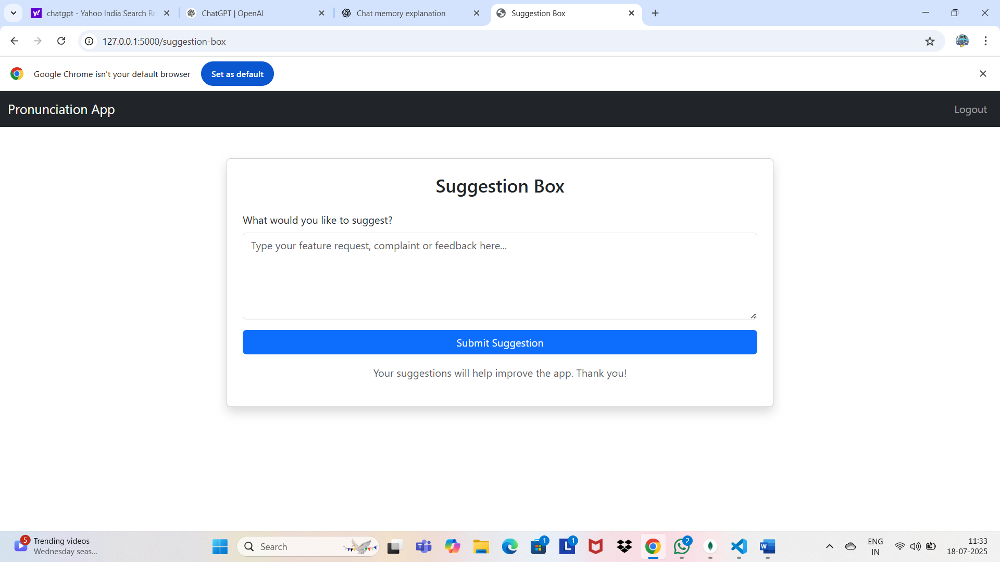 chatgpt - Yahoo India Search Re
ChatGPT | OpenAI
Chat memory explanation
Suggestion Box
127.0.0.1:5000/suggestion-box
Google Chrome isn't your default browser
Set as default
Pronunciation App
Logout
Suggestion Box
What would you like to suggest?
Type your feature request, complaint or feedback here...
Submit Suggestion
Your suggestions will help improve the app. Thank you!
5
Trending videos
Wednesday seas...
Search
1
1
2
ENG
IN
11:33
18-07-2025